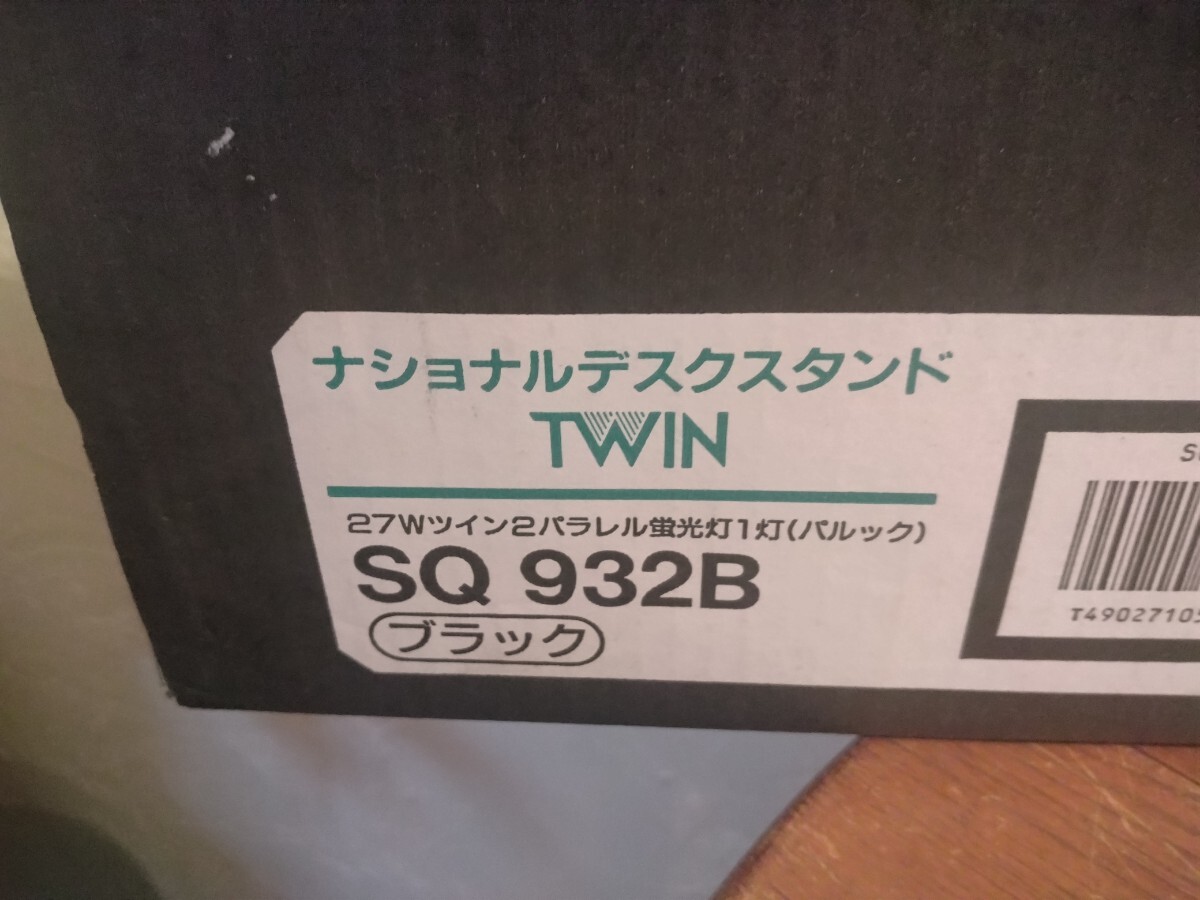 ナショナルデスクスタンド
TWIN
27Wツイン2パラレル蛍光灯1灯(パルック)
SQ 932B
ブラック